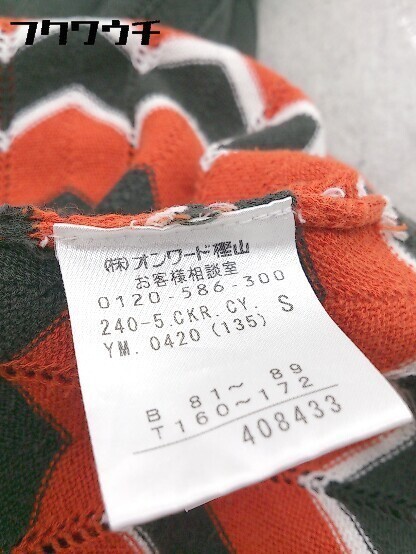 フクワウチ
(株)オンワード樫山
お客様相談室
0120-586-300
240-5.CKR.CY. S
YM.0420(135)
B 81〜 89
T160〜172
408433